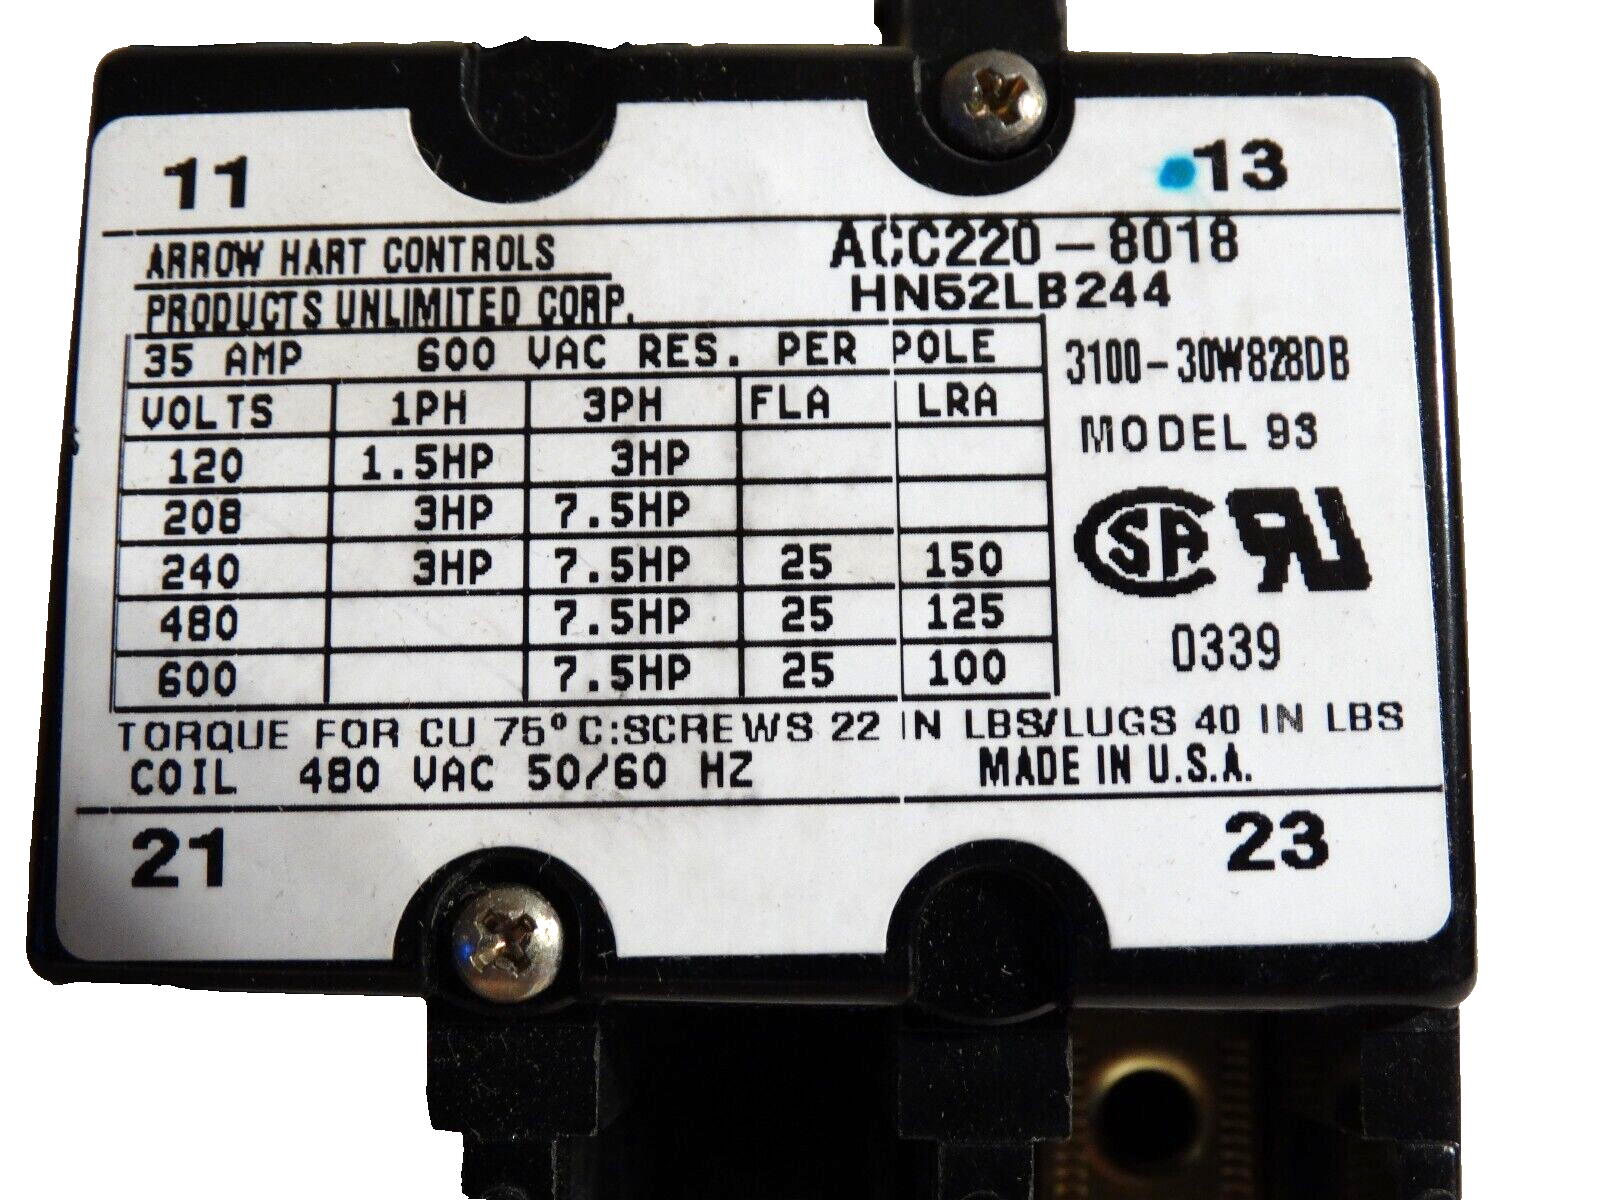 11
13
ARROW HART CONTROLS
ACC220-8018
PRODUCTS UNLIMITED CORP.
HN52LB244
35 AMP 600 VAC RES. PER POLE
3100-30W828DB
VOLTS 1PH 3PH FLA LRA
MODEL 93
120 1.5HP 3HP
208 3HP 7.5HP
240 3HP 7.5HP 25 150
480 7.5HP 25 125
600 7.5HP 25 100
SA RU
0339
TORQUE FOR CU 75°C:SCREWS 22 IN LBS/LUGS 40 IN LBS
COIL 480 VAC 50/60 HZ
MADE IN U.S.A.
21
23